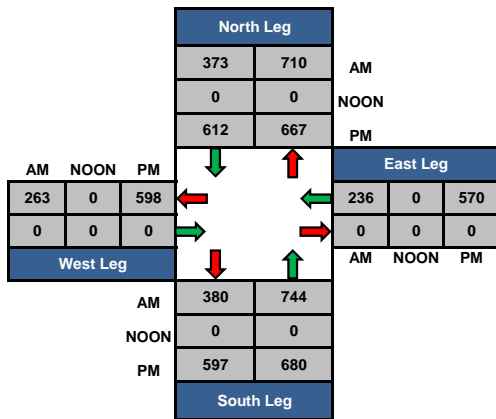 North Leg
373 710 AM
0 0 NOON
612 667 PM
AM NOON PM East Leg
263 0 598 236 0 570
0 0 0 0 0 0
West Leg AM NOON PM
AM 380 744
NOON 0 0
PM 597 680
South Leg